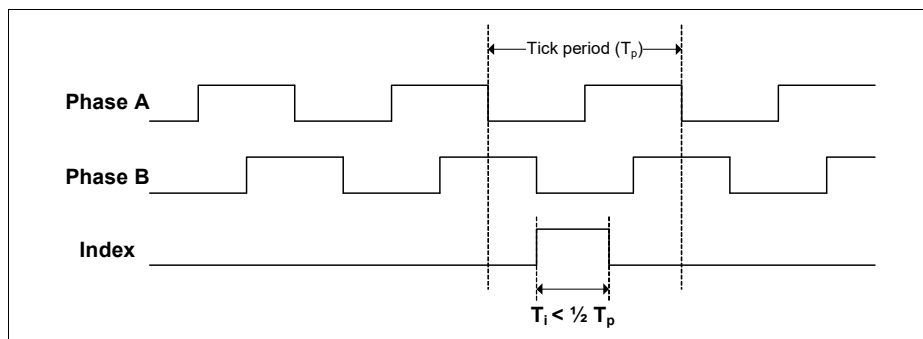 Tick period (Tp)
Phase A
Phase B
Index
Ti < ½ Tp